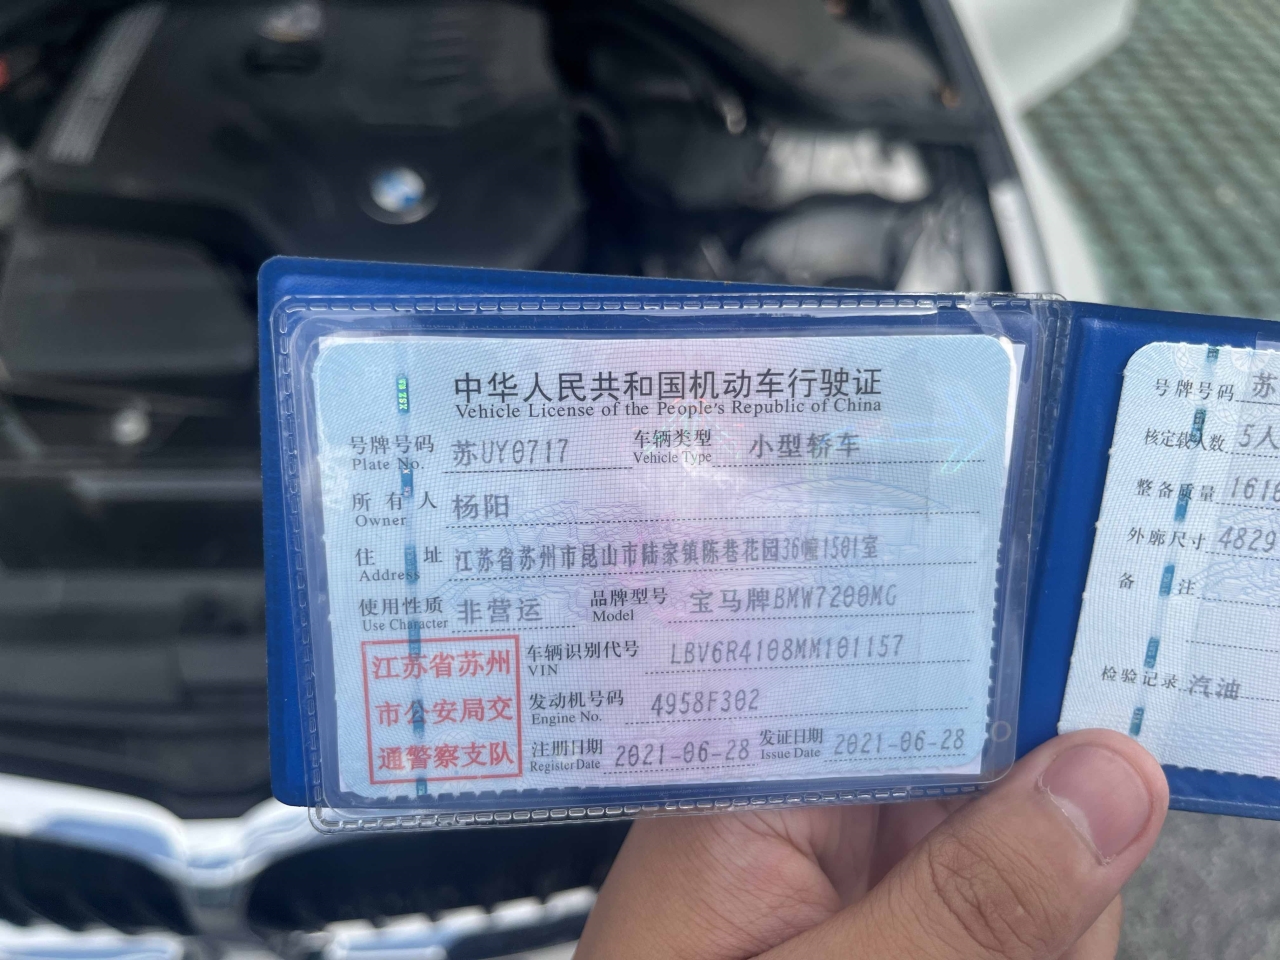 中华人民共和国机动车行驶证
Vehicle License of the People's Republic of China
号牌号码 苏UY0717 车辆类型 小型轿车
Plate No. Vehicle Type
所有人 杨阳
Owner
住址 江苏省苏州市昆山市陆家镇陈巷花园36幢1501室
Address
使用性质 非营运 品牌型号 宝马牌BMW7200MG
Use Character Model
江苏省苏州
市公安局交
通警察支队
车辆识别代号 LBV6R4108MM101157
VIN
发动机号码 4958F302
Engine No.
注册日期 2021-06-28 发证日期 2021-06-28
Register Date Issue Date
号牌号码 苏
核定载人数 5人
整备质量 1616
外廓尺寸 4829
备注
检验记录 汽油